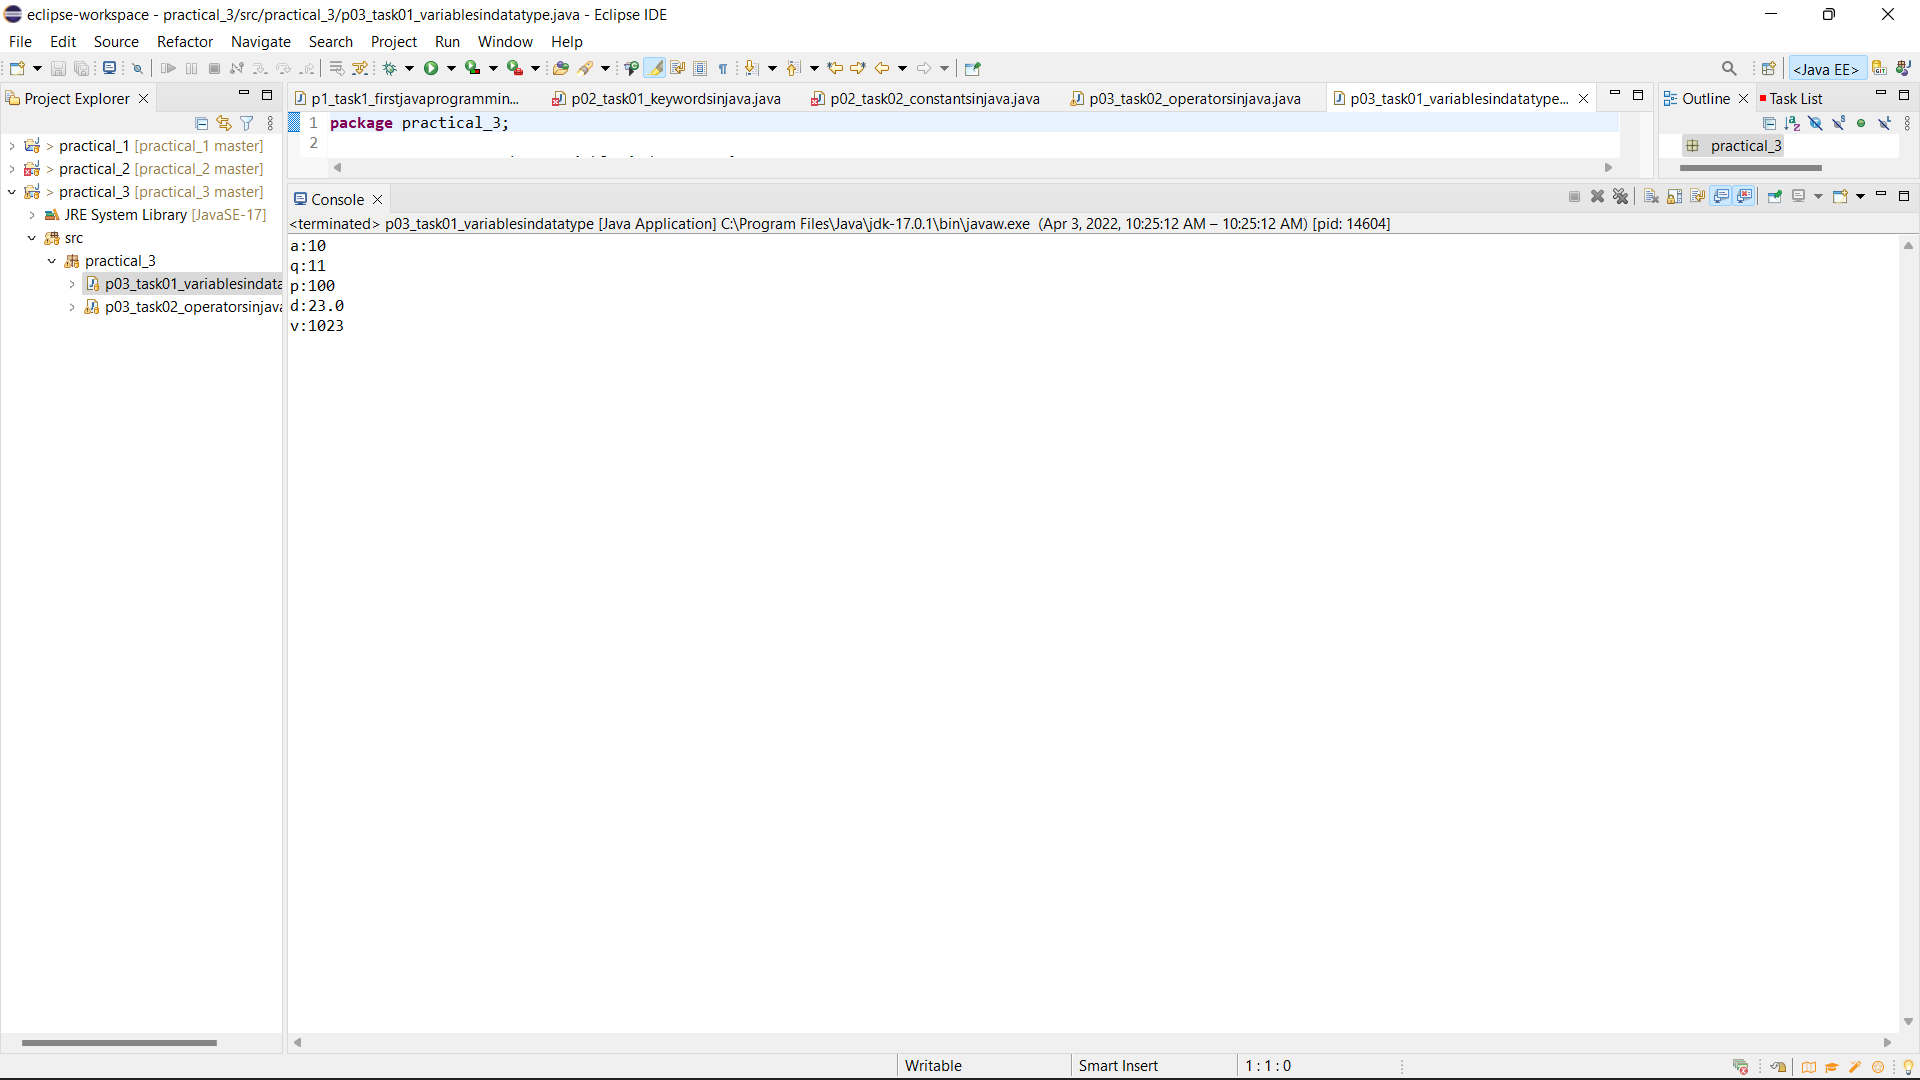 eclipse-workspace - practical_3/src/practical_3/p03_task01_variablesindatatype.java - Eclipse IDE
File Edit Source Refactor Navigate Search Project Run Window Help
<Java EE>
Project Explorer
> practical_1 [practical_1 master]
> practical_2 [practical_2 master]
> practical_3 [practical_3 master]
JRE System Library [JavaSE-17]
src
practical_3
p03_task01_variablesindata
p03_task02_operatorsinjava
p1_task1_firstjavaprogrammin... p02_task01_keywordsinjava.java p02_task02_constantsinjava.java p03_task02_operatorsinjava.java p03_task01_variablesindatatype...
1 package practical_3;
2
Outline Task List
practical_3
Console
<terminated> p03_task01_variablesindatatype [Java Application] C:\Program Files\Java\jdk-17.0.1\bin\javaw.exe (Apr 3, 2022, 10:25:12 AM – 10:25:12 AM) [pid: 14604]
a:10
q:11
p:100
d:23.0
v:1023
Writable Smart Insert 1 : 1 : 0